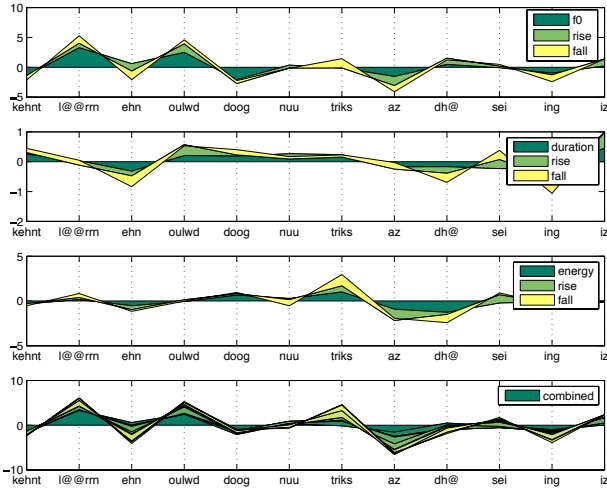 10
5
0
−5
f0
rise
fall
kehnt l@@rrn ehn oulwd doog nuu triks az dh@ sei ing iz
1
0
−1
−2
duration
rise
fall
kehnt l@@rrn ehn oulwd doog nuu triks az dh@ sei ing iz
5
0
−5
energy
rise
fall
kehnt l@@rrn ehn oulwd doog nuu triks az dh@ sei ing iz
10
0
−10
combined
kehnt l@@rrn ehn oulwd doog nuu triks az dh@ sei ing iz